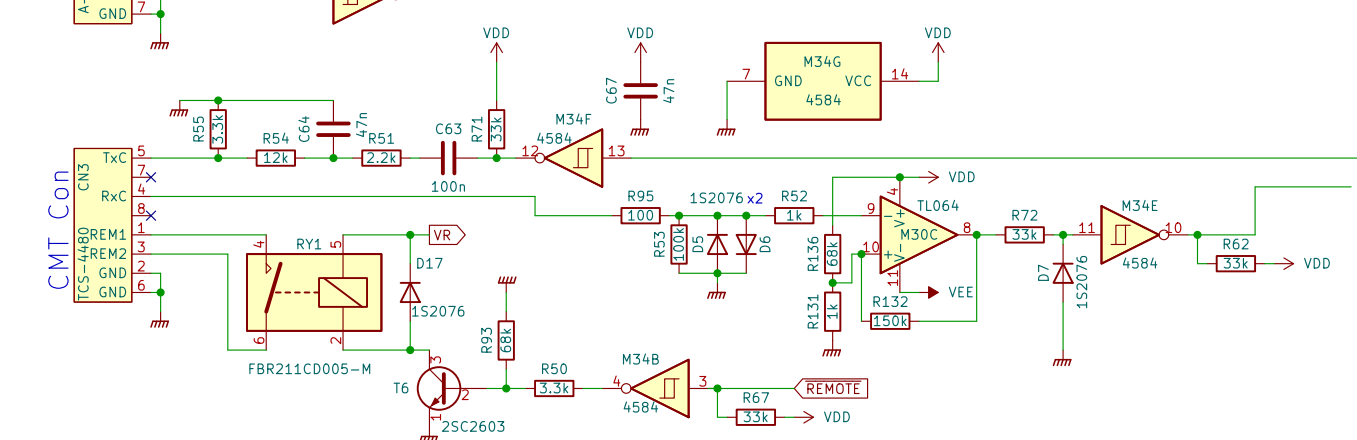 A-
GND 7
VDD
VDD
VDD
M34G
7 GND
VCC 14
4584
R55 3.3k
C64 47n
C67 47n
R71 33k
C63
100n
M34F
4584
12
13
R54 12k
R51 2.2k
CMT Con
CN3
TCS-4480
TxC 5
7
RxC 4
8
REM1 1
REM2 3
GND 2
GND 6
R95 100
1S2076 x2
R52 1k
R53 100k
D5
D6
R136 68k
R131 1k
VDD
TL064
M30C
9
10
4
V+
V-
11
8
-
+
VEE
R132 150k
R72 33k
D7
1S2076
M34E
11
10
4584
R62 33k
VDD
RY1
4
5
6
2
FBR211CD005-M
VR
D17
1S2076
R93 68k
T6
3
2
1
2SC2603
R50 3.3k
M34B
4
3
4584
REMOTE
R67 33k
VDD